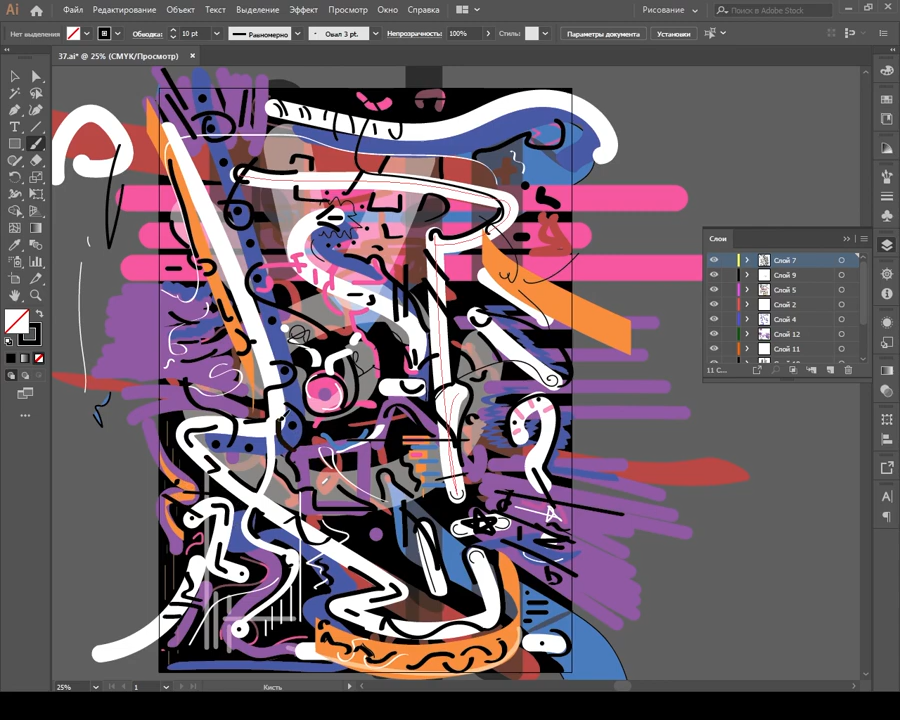 Ai Файл Редактирование Объект Текст Выделение Эффект Просмотр Окно Справка Рисование Поиск в Adobe Stock
Нет выделения Обводка: 10 pt Равномерно Овал 3 pt. Непрозрачность: 100% Стиль: Параметры документа Установки
37.ai* @ 25% (CMYK/Просмотр) ×
Слои
Слой 7
Слой 9
Слой 5
Слой 2
Слой 4
Слой 12
Слой 11
11 С...
25% 1 Кисть